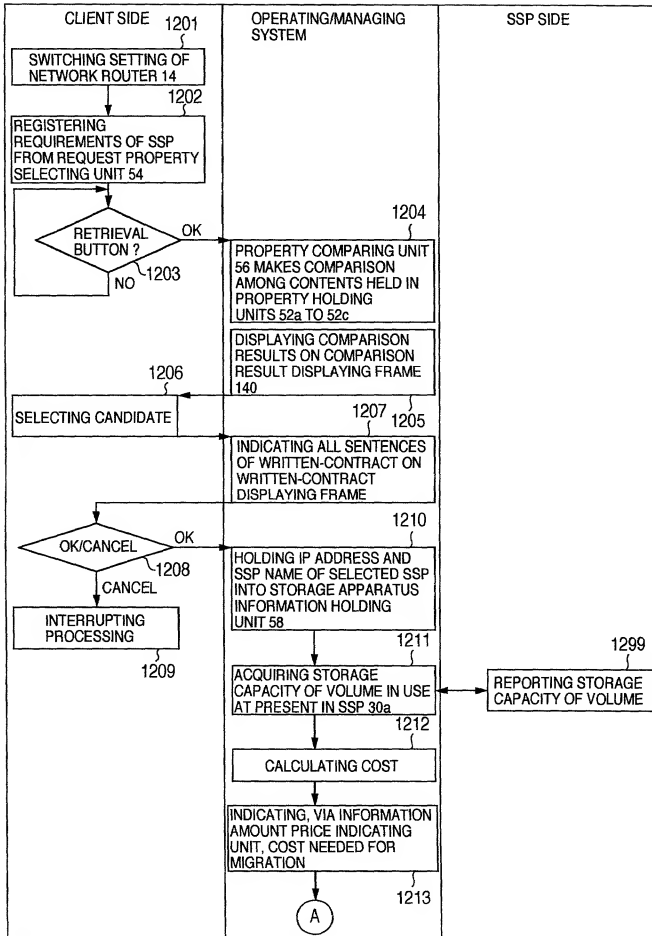 CLIENT SIDE
OPERATING/MANAGING
SYSTEM
SSP SIDE
1201
SWITCHING SETTING OF
NETWORK ROUTER 14
1202
REGISTERING
REQUIREMENTS OF SSP
FROM REQUEST PROPERTY
SELECTING UNIT 54
RETRIEVAL
BUTTON ?
OK
1203
NO
1204
PROPERTY COMPARING UNIT
56 MAKES COMPARISON
AMONG CONTENTS HELD IN
PROPERTY HOLDING
UNITS 52a TO 52c
DISPLAYING COMPARISON
RESULTS ON COMPARISON
RESULT DISPLAYING FRAME
140
1205
1206
SELECTING CANDIDATE
1207
INDICATING ALL SENTENCES
OF WRITTEN-CONTRACT ON
WRITTEN-CONTRACT
DISPLAYING FRAME
OK/CANCEL
OK
1208
CANCEL
INTERRUPTING
PROCESSING
1209
1210
HOLDING IP ADDRESS AND
SSP NAME OF SELECTED SSP
INTO STORAGE APPARATUS
INFORMATION HOLDING
UNIT 58
1211
ACQUIRING STORAGE
CAPACITY OF VOLUME IN USE
AT PRESENT IN SSP 30a
1299
REPORTING STORAGE
CAPACITY OF VOLUME
1212
CALCULATING COST
INDICATING, VIA INFORMATION
AMOUNT PRICE INDICATING
UNIT, COST NEEDED FOR
MIGRATION
1213
A